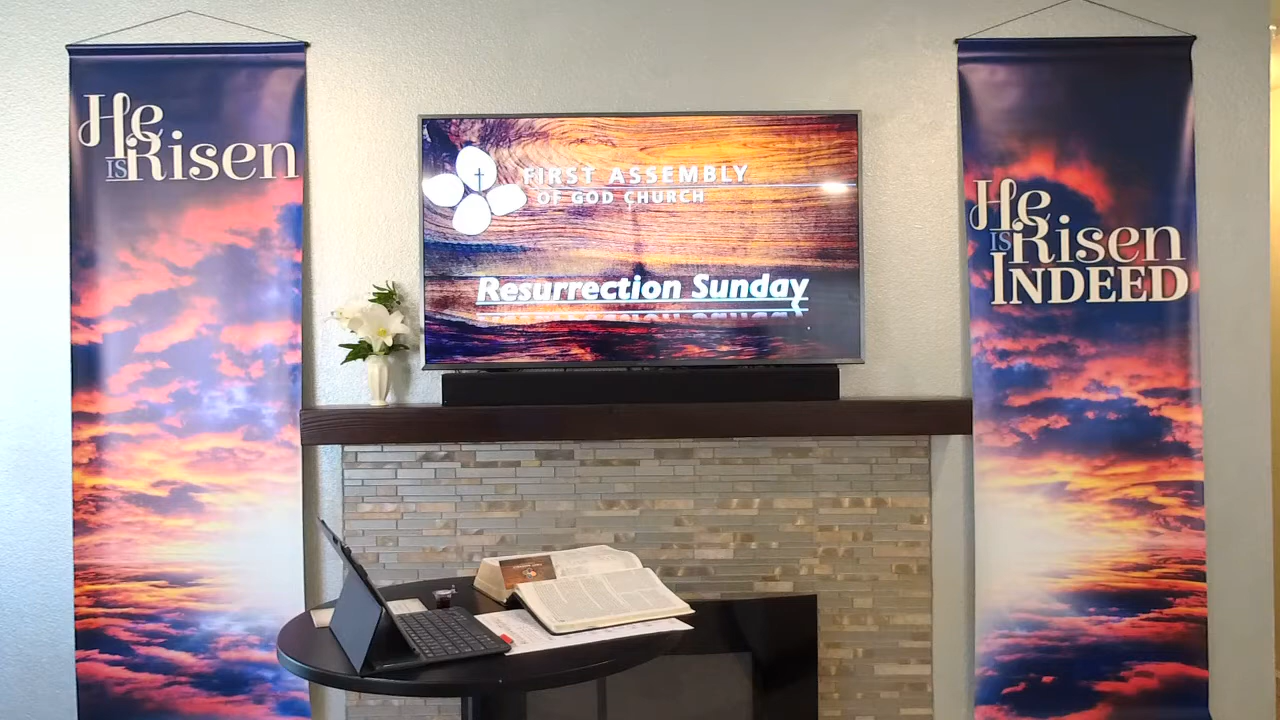 He
IS Risen
FIRST ASSEMBLY
OF GOD CHURCH
Resurrection Sunday
He
IS Risen
INDEED